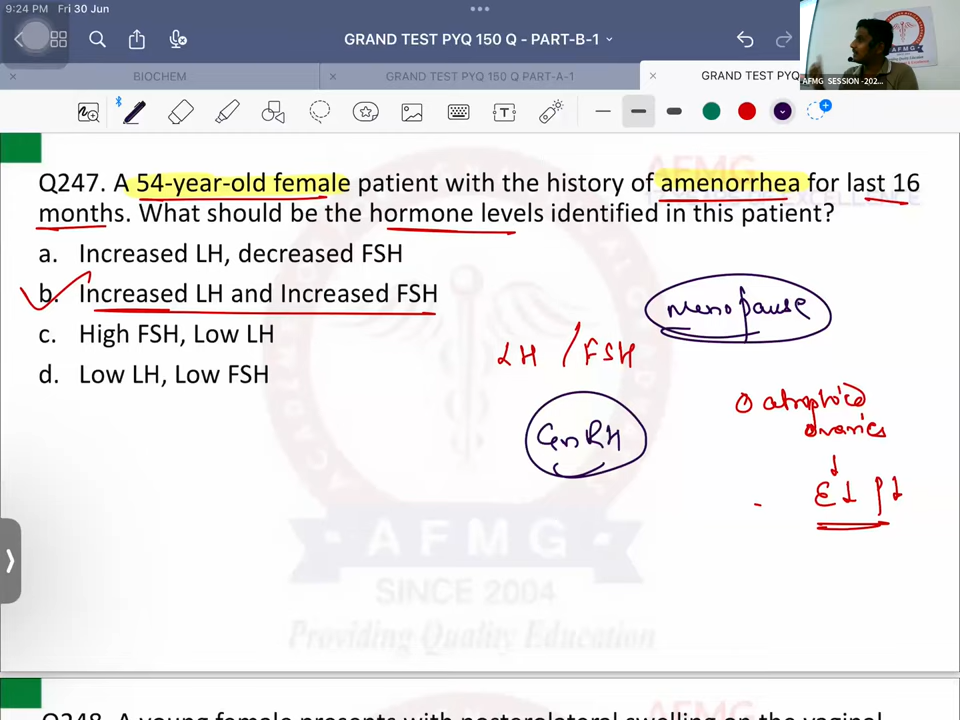 9:24 PM Fri 30 Jun
GRAND TEST PYQ 150 Q - PART-B-1
AFMG
AFMG SESSION -202...
BIOCHEM
GRAND TEST PYQ 150 Q PART-A-1
GRAND TEST PYQ
Q247. A 54-year-old female patient with the history of amenorrhea for last 16
months. What should be the hormone levels identified in this patient?
a. Increased LH, decreased FSH
b. Increased LH and Increased FSH
c. High FSH, Low LH
d. Low LH, Low FSH
menopause
LH / FSH
GnRH
atrophied
ovaries
↓
E↓ P↓
AFMG
SINCE 2004
Providing Quality Education
Q248. A young female presents with posterolateral swelling on the vaginal